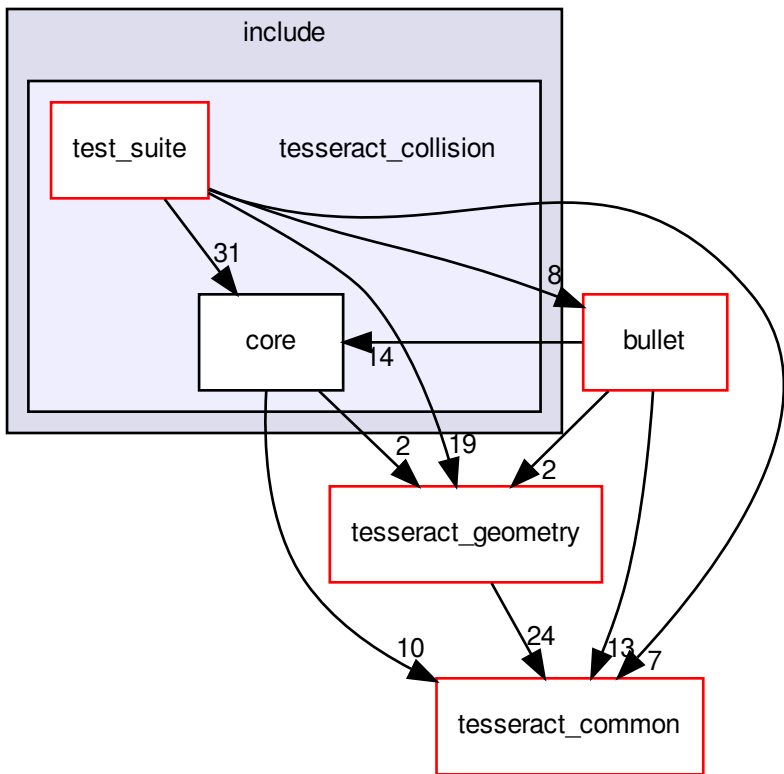 include
test_suite
tesseract_collision
31
8
core
bullet
14
2
19
2
tesseract_geometry
24
10
13
7
tesseract_common